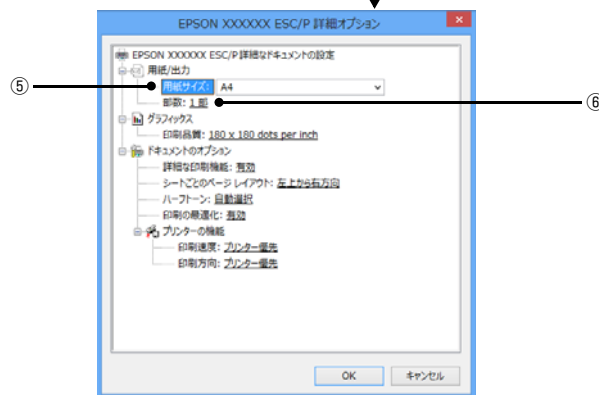 EPSON XXXXXX ESC/P 詳細オプション
EPSON XXXXXX ESC/P 詳細なドキュメントの設定
用紙/出力
⑤ 用紙サイズ: A4
部数: 1 部 ⑥
グラフィックス
印刷品質: 180 x 180 dots per inch
ドキュメントのオプション
詳細な印刷機能: 有効
シートごとのページ レイアウト: 左上から右方向
ハーフトーン: 自動選択
印刷の最適化: 有効
プリンターの機能
印刷速度: プリンター優先
印刷方向: プリンター優先
OK キャンセル